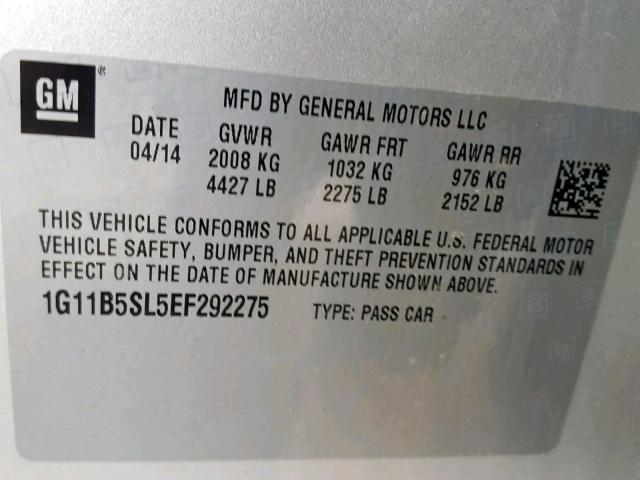 GM ®
MFD BY GENERAL MOTORS LLC
DATE GVWR GAWR FRT GAWR RR
04/14 2008 KG 1032 KG 976 KG
4427 LB 2275 LB 2152 LB
THIS VEHICLE CONFORMS TO ALL APPLICABLE U.S. FEDERAL MOTOR
VEHICLE SAFETY, BUMPER, AND THEFT PREVENTION STANDARDS IN
EFFECT ON THE DATE OF MANUFACTURE SHOWN ABOVE.
1G11B5SL5EF292275 TYPE: PASS CAR